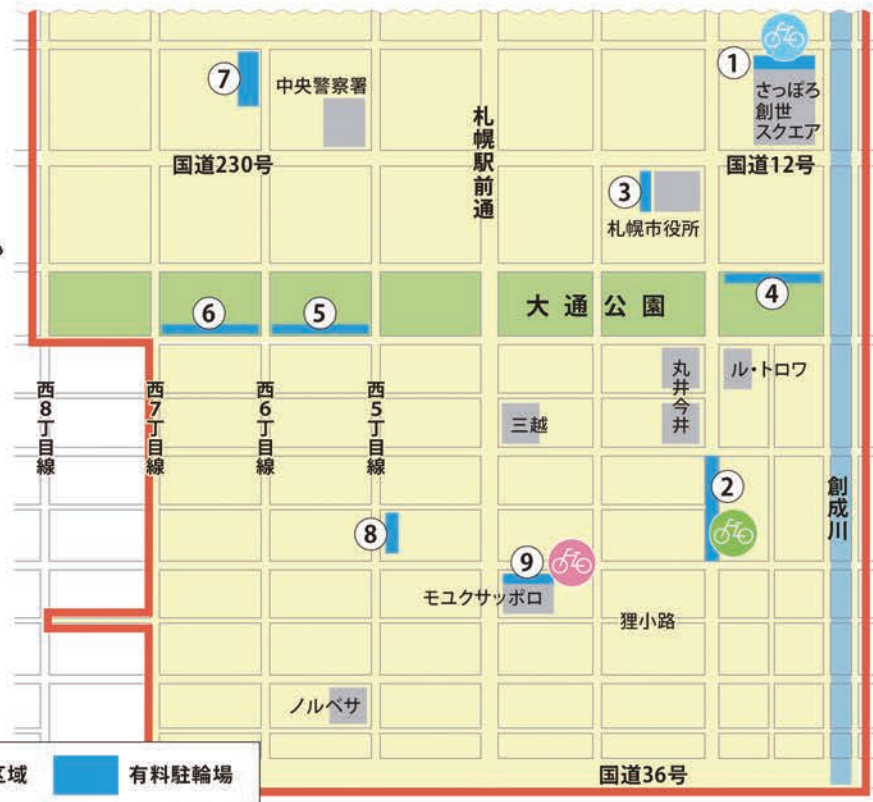 ①
さっぽろ
創世
スクエア
⑦
中央警察署
札幌駅前通
国道230号
国道12号
③
札幌市役所
⑥
⑤
大通公園
④
西8丁目線
西7丁目線
西6丁目線
西5丁目線
三越
丸井今井
ル・トロワ
②
創成川
⑧
⑨
モユクサッポロ
狸小路
ノルベサ
区域
有料駐輪場
国道36号